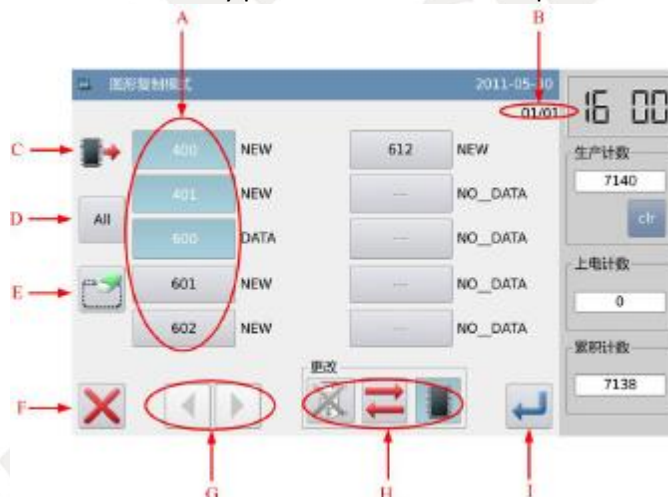 A
B
图形复制模式
2011-05-30
01/01
16 00
C
400
NEW
612
NEW
生产计数
7140
401
NEW
---
NO__DATA
D
All
clr
600
DATA
---
NO__DATA
上电计数
E
601
NEW
---
NO__DATA
0
602
NEW
---
NO__DATA
累积计数
更改
7138
F
G
H
I